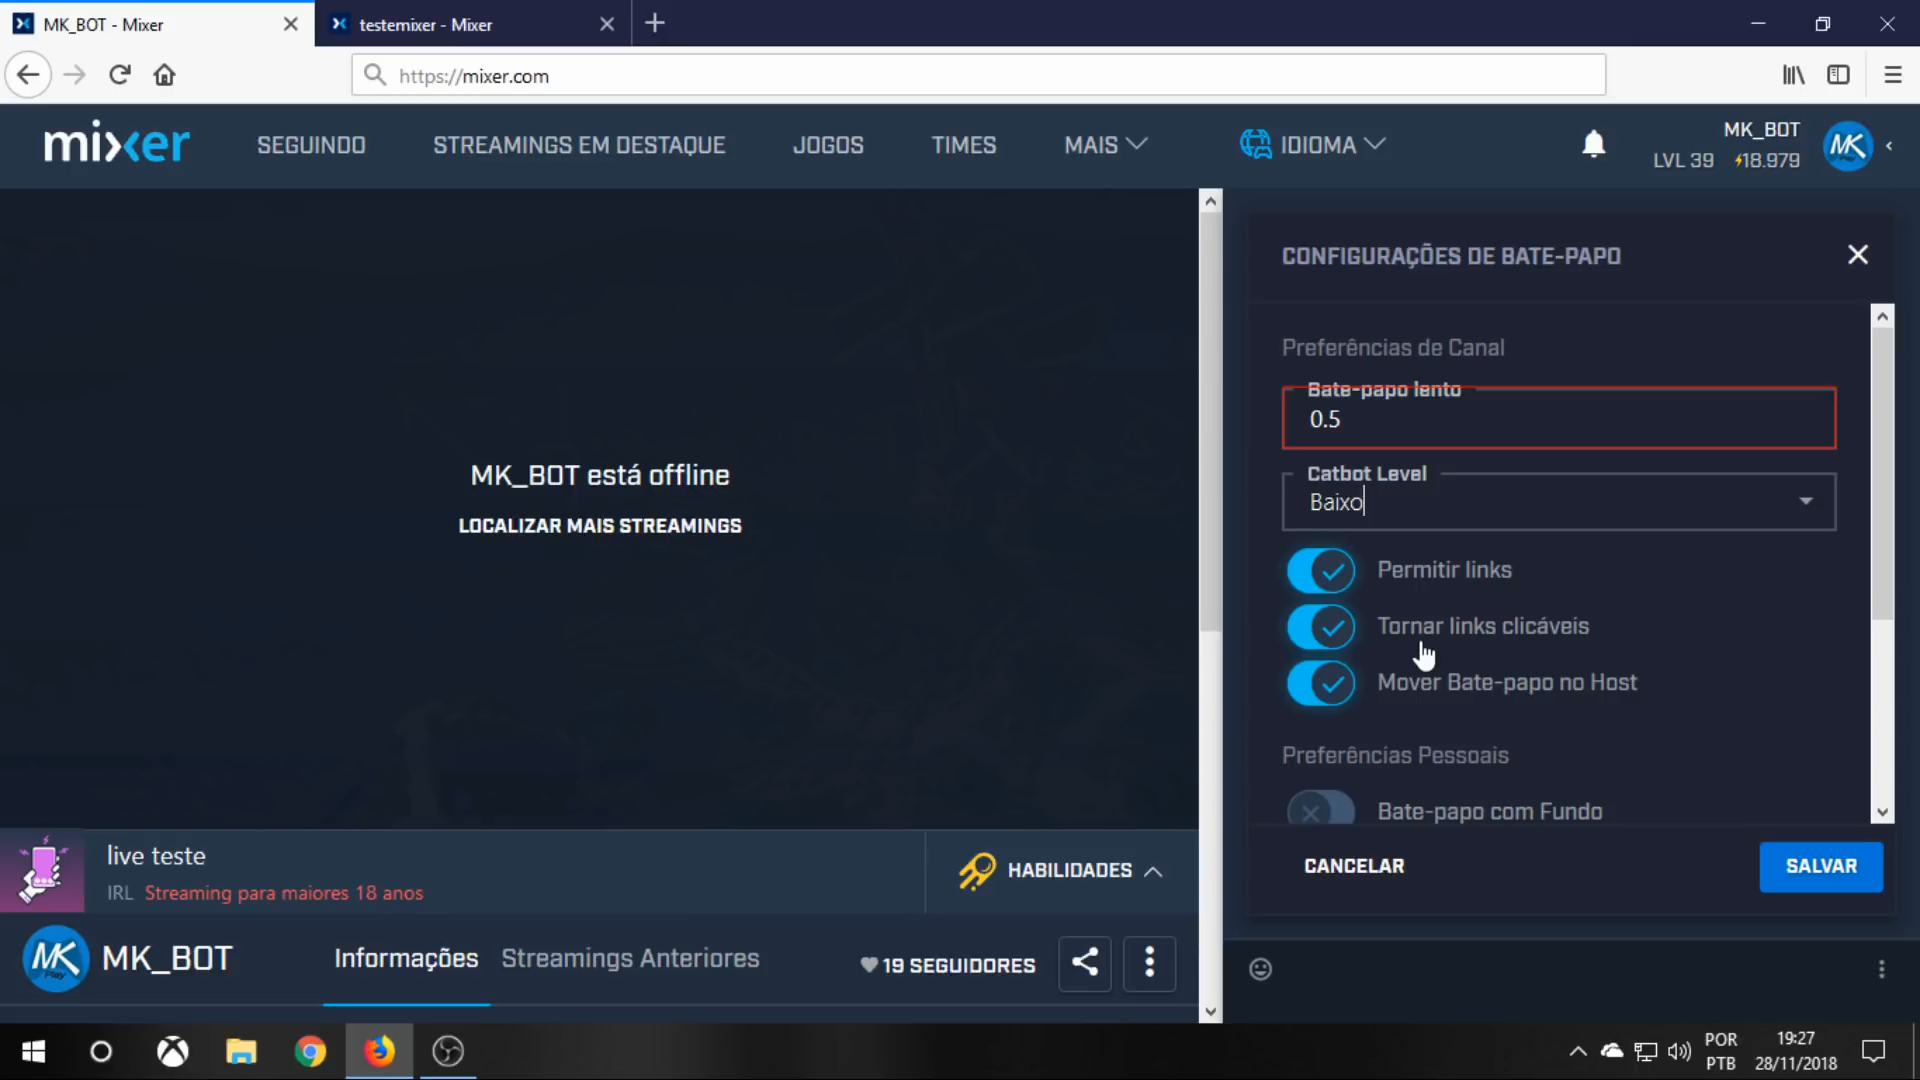 MK_BOT - Mixer
testemixer - Mixer
https://mixer.com
mixer
SEGUINDO
STREAMINGS EM DESTAQUE
JOGOS
TIMES
MAIS
IDIOMA
MK_BOT
LVL 39
18.979
MK
Play
CONFIGURAÇÕES DE BATE-PAPO
Preferências de Canal
Bate-papo lento
0.5
Catbot Level
Baixo
Permitir links
Tornar links clicáveis
Mover Bate-papo no Host
Preferências Pessoais
Bate-papo com Fundo
CANCELAR
SALVAR
MK_BOT está offline
LOCALIZAR MAIS STREAMINGS
live teste
IRL Streaming para maiores 18 anos
HABILIDADES
MK
Play
MK_BOT
Informações
Streamings Anteriores
19 SEGUIDORES
POR
PTB
19:27
28/11/2018